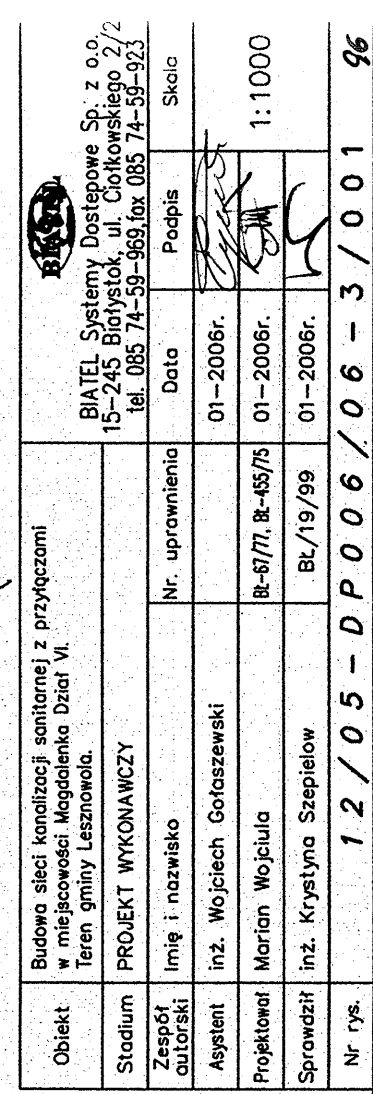 Obiekt
Budowa sieci kanalizacji sanitarnej z przyłączami
w miejscowości Magdalenka Dział VI.
Teren gminy Lesznowola.
BIATEL
BIATEL Systemy Dostępowe Sp. z o.o.
15-245 Białystok, ul. Ciołkowskiego 2/2
tel. 085 74-59-969, fax 085 74-59-923
Stadium PROJEKT WYKONAWCZY
Zespół autorski Imię i nazwisko Nr. uprawnienia Data Podpis Skala
Asystent inż. Wojciech Gołaszewski 01-2006r.
Projektował Marian Wojciula BŁ-67/77, BŁ-455/75 01-2006r. 1:1000
Sprawdził inż. Krystyna Szepielow BŁ/19/99 01-2006r.
Nr rys. 12/05-DP006/06-3/001 96